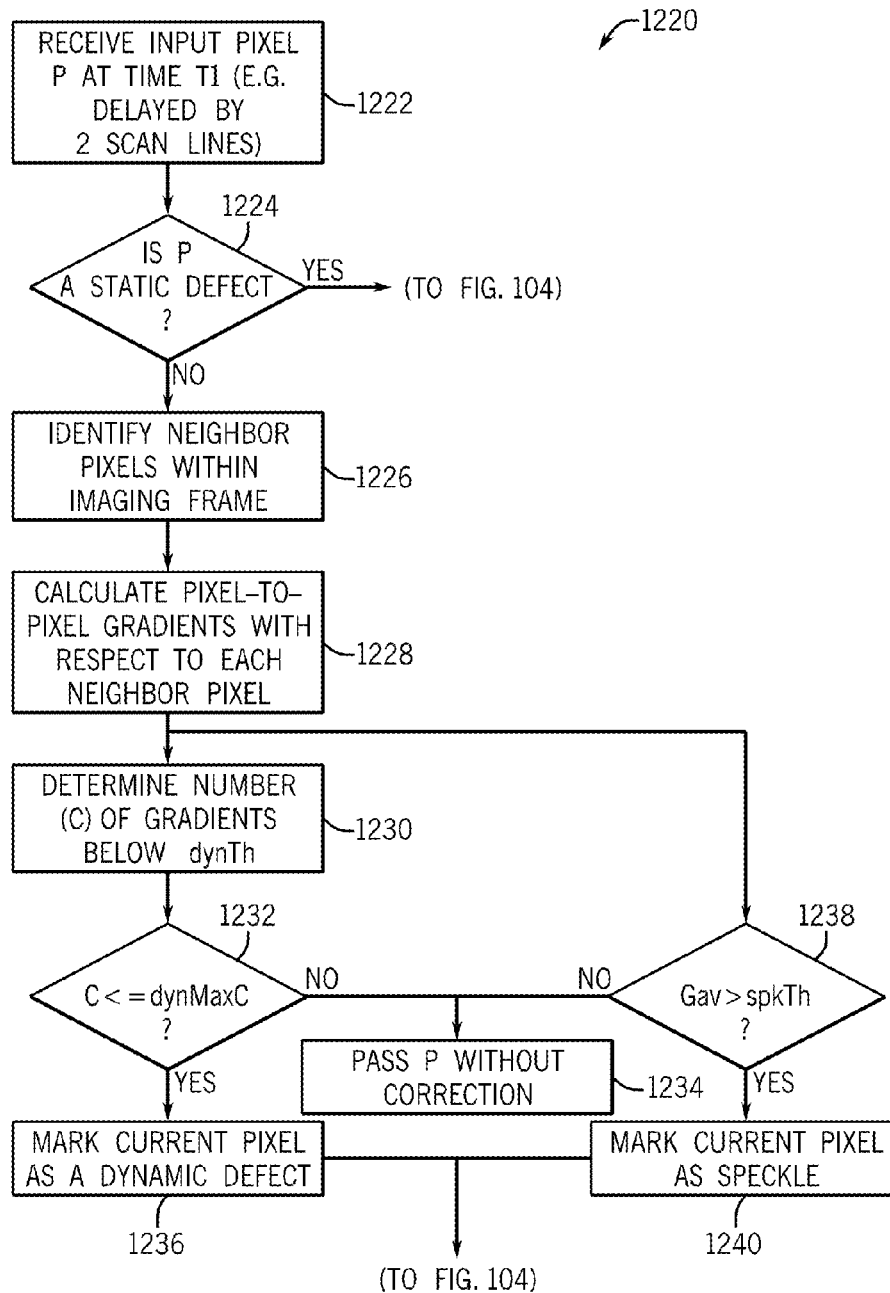 1220
RECEIVE INPUT PIXEL
P AT TIME T1 (E.G.
DELAYED BY
2 SCAN LINES)
1222
1224
IS P
A STATIC DEFECT
?
YES
(TO FIG. 104)
NO
IDENTIFY NEIGHBOR
PIXELS WITHIN
IMAGING FRAME
1226
CALCULATE PIXEL-TO-
PIXEL GRADIENTS WITH
RESPECT TO EACH
NEIGHBOR PIXEL
1228
DETERMINE NUMBER
(C) OF GRADIENTS
BELOW dynTh
1230
1232
C<=dynMaxC
?
NO
YES
1238
Gav>spkTh
?
NO
YES
PASS P WITHOUT
CORRECTION
1234
MARK CURRENT PIXEL
AS A DYNAMIC DEFECT
1236
MARK CURRENT PIXEL
AS SPECKLE
1240
(TO FIG. 104)